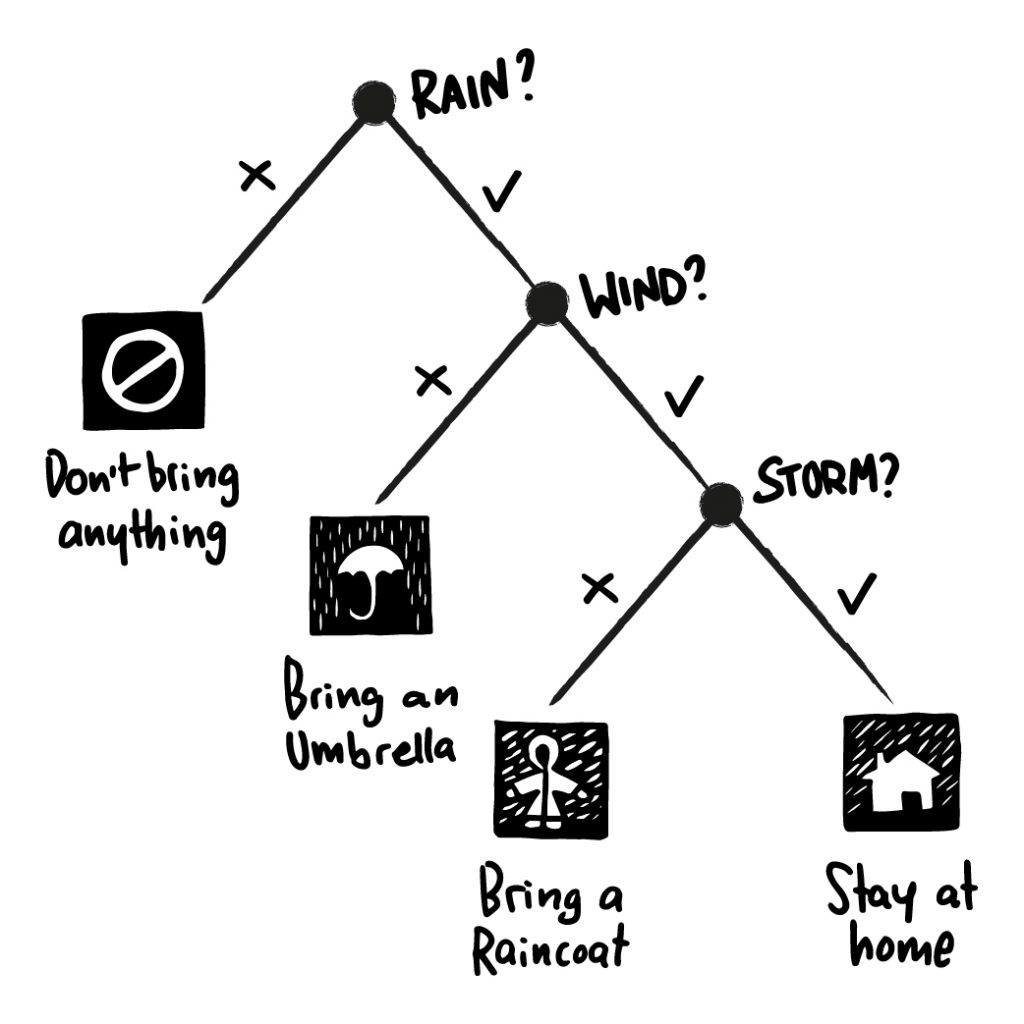 RAIN?
WIND?
STORM?
Don't bring
anything
Bring an
Umbrella
Bring a
Raincoat
Stay at
home